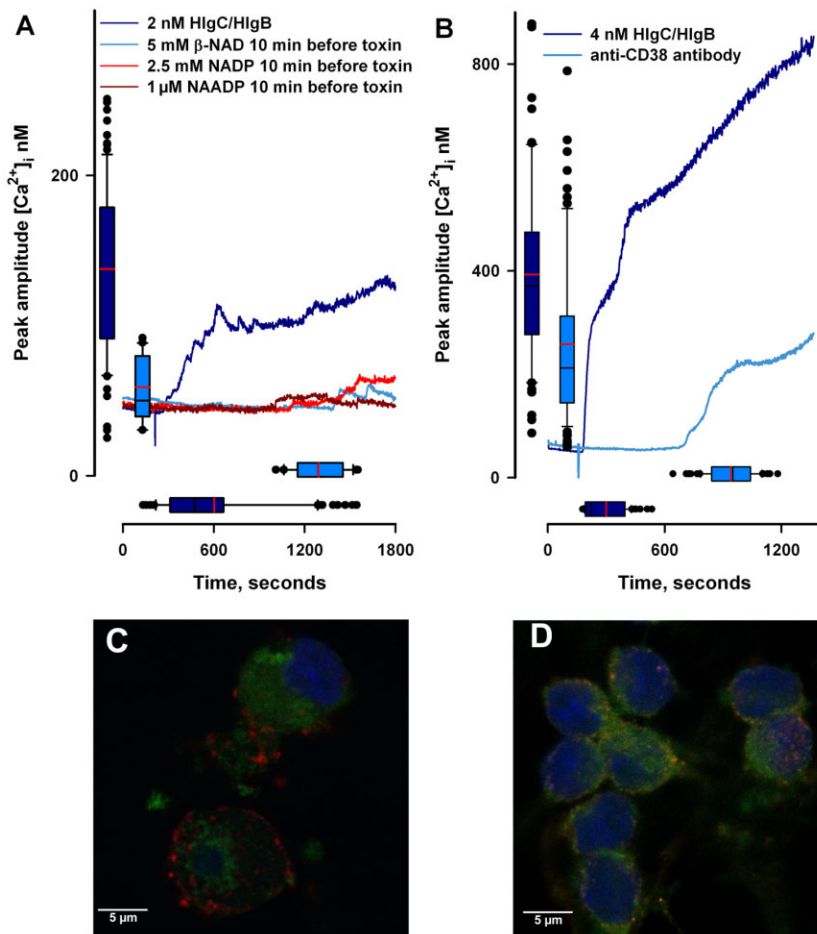 A
2 nM HlgC/HlgB
5 mM β-NAD 10 min before toxin
2.5 mM NADP 10 min before toxin
1 µM NAADP 10 min before toxin
Peak amplitude [Ca2+]i nM
200
0
0 600 1200 1800
Time, seconds
B
4 nM HlgC/HlgB
anti-CD38 antibody
Peak amplitude [Ca2+]i nM
800
400
0
0 600 1200
Time, seconds
C
5 µm
D
5 µm